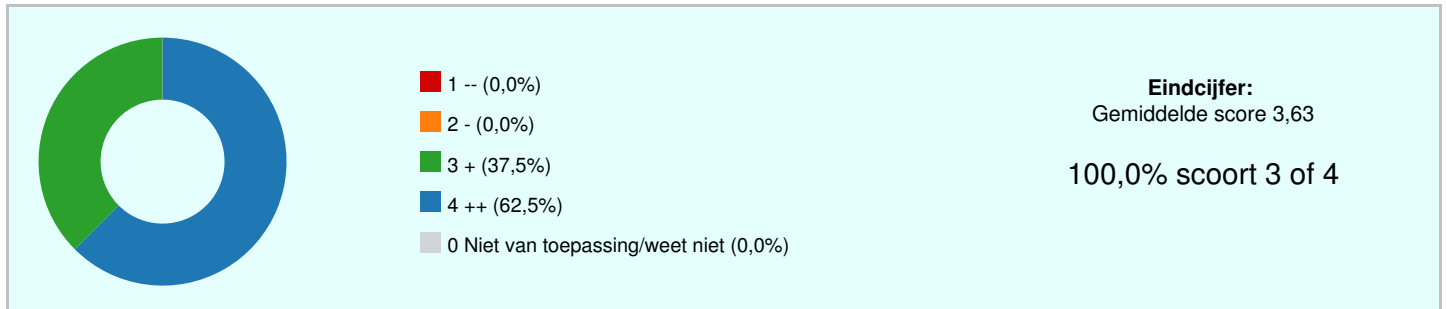 1 -- (0,0%)
2 - (0,0%)
3 + (37,5%)
4 ++ (62,5%)
0 Niet van toepassing/weet niet (0,0%)
Eindcijfer:
Gemiddelde score 3,63
100,0% scoort 3 of 4